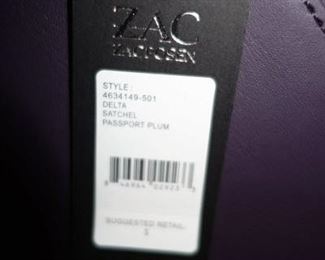 ZAC
ZAC POSEN
STYLE:
4634149-501
DELTA
SATCHEL
PASSPORT PLUM
SUGGESTED RETAIL:
$